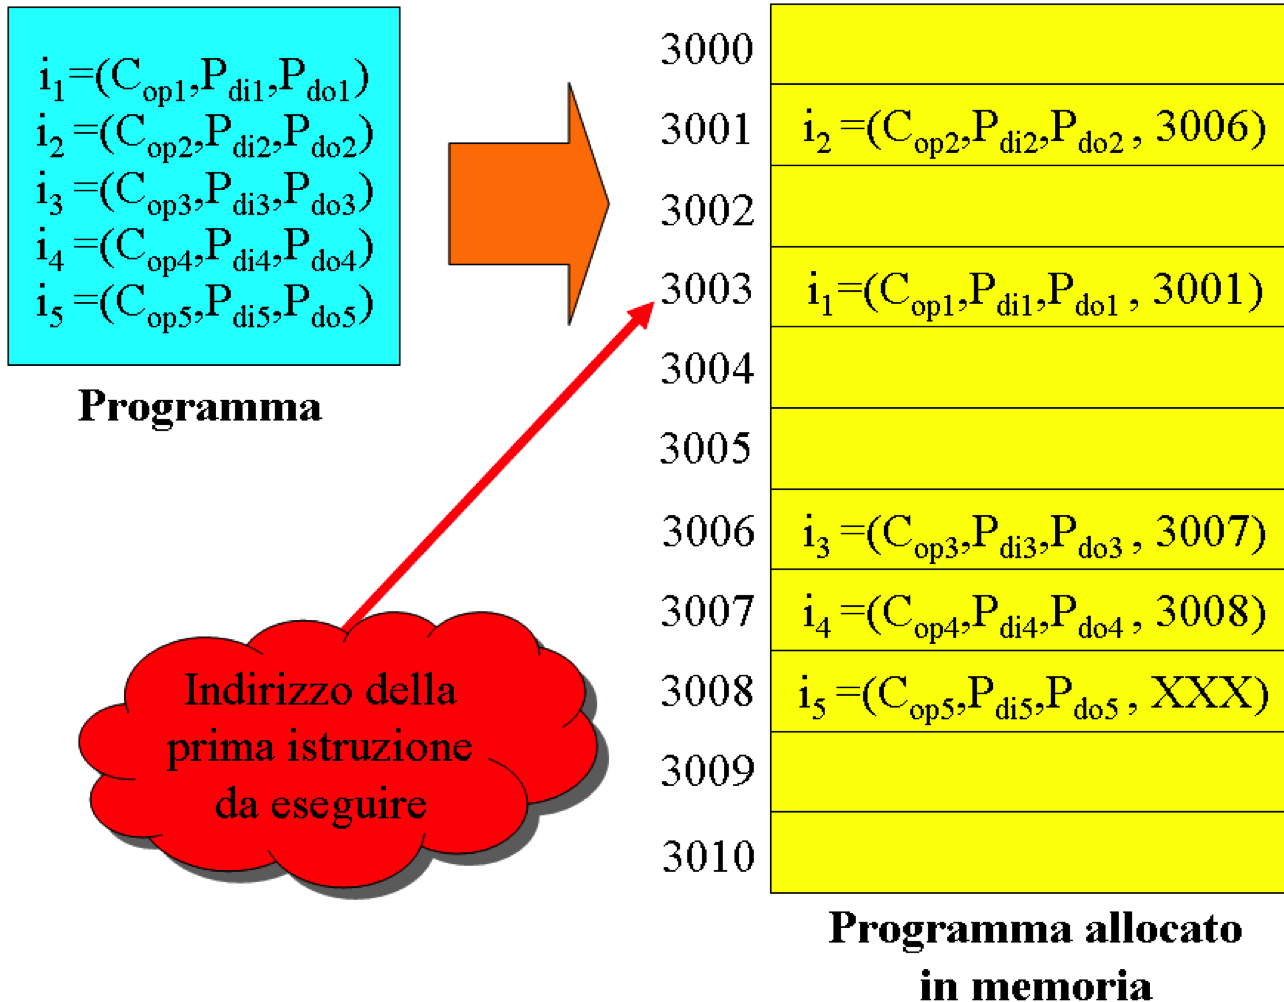 i1=(Cop1,Pdi1,Pdo1)
i2 =(Cop2,Pdi2,Pdo2)
i3 =(Cop3,Pdi3,Pdo3)
i4 =(Cop4,Pdi4,Pdo4)
i5 =(Cop5,Pdi5,Pdo5)
Programma
Indirizzo della
prima istruzione
da eseguire
3000
3001 i2=(Cop2,Pdi2,Pdo2 , 3006)
3002
3003 i1=(Cop1,Pdi1,Pdo1 , 3001)
3004
3005
3006 i3 =(Cop3,Pdi3,Pdo3 , 3007)
3007 i4 =(Cop4,Pdi4,Pdo4 , 3008)
3008 i5 =(Cop5,Pdi5,Pdo5 , XXX)
3009
3010
Programma allocato
in memoria